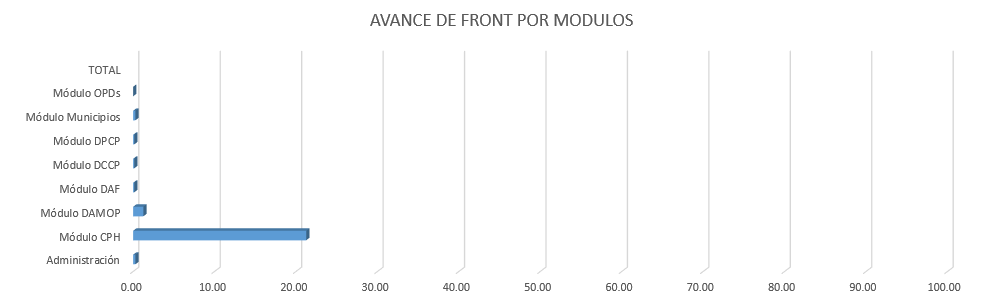 AVANCE DE FRONT POR MODULOS
TOTAL
Módulo OPDs
Módulo Municipios
Módulo DPCP
Módulo DCCP
Módulo DAF
Módulo DAMOP
Módulo CPH
Administración
0.00 10.00 20.00 30.00 40.00 50.00 60.00 70.00 80.00 90.00 100.00